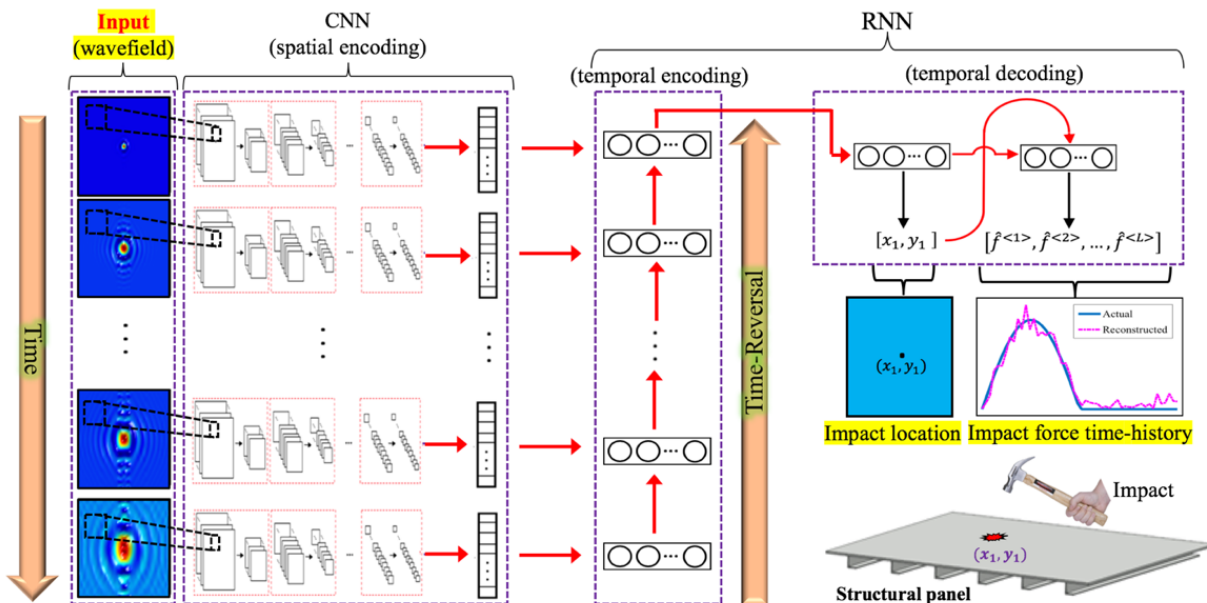 Input
(wavefield)
CNN
(spatial encoding)
RNN
(temporal encoding)
(temporal decoding)
Time
Time-Reversal
[x₁, y₁ ]
[f̂^{<1>}, f̂^{<2>}, …, f̂^{<L>}]
(x₁, y₁)
Actual
Reconstructed
Impact location
Impact force time-history
Impact
(x₁, y₁)
Structural panel